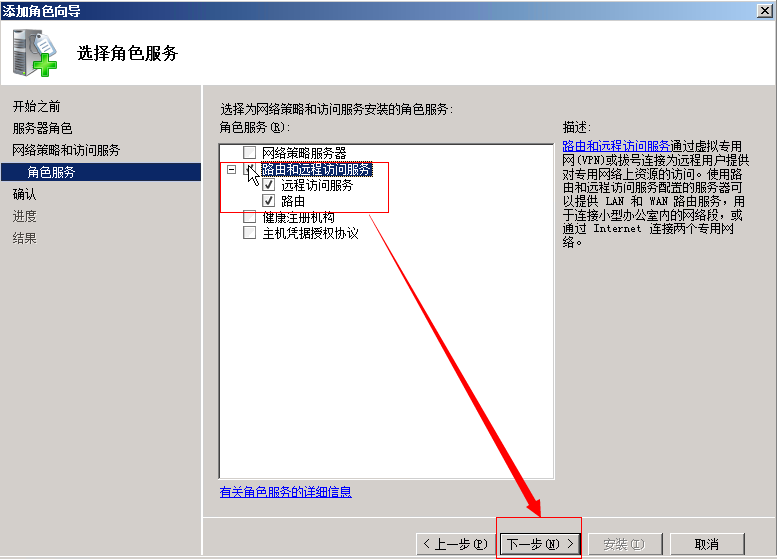 添加角色向导
选择角色服务
开始之前
服务器角色
网络策略和访问服务
角色服务
确认
进度
结果
选择为网络策略和访问服务安装的角色服务:
角色服务(R):
网络策略服务器
路由和远程访问服务
远程访问服务
路由
健康注册机构
主机凭据授权协议
有关角色服务的详细信息
描述:
路由和远程访问服务通过虚拟专用
网(VPN)或拔号连接为远程用户提供
对专用网络上资源的访问。使用路
由和远程访问服务配置的服务器可
以提供 LAN 和 WAN 路由服务，用
于连接小型办公室内的网络段，或
通过 Internet 连接两个专用网
络。
< 上一步(P)
下一步(N) >
安装(I)
取消